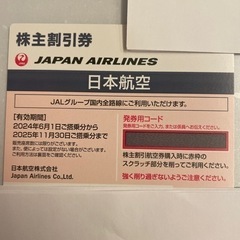 株主割引券
JAPAN AIRLINES
日本航空
JALグループ国内全路線にご利用いただけます。
[有効期間]
2024年6月1日ご搭乗分から
2025年11月30日ご搭乗分まで
発券用コード
株主割引航空券購入時に赤枠の
スクラッチ部分を削ってご利用ください。
強く削り過ぎないようご注意ください。
日本航空株式会社
Japan Airlines Co.,Ltd.